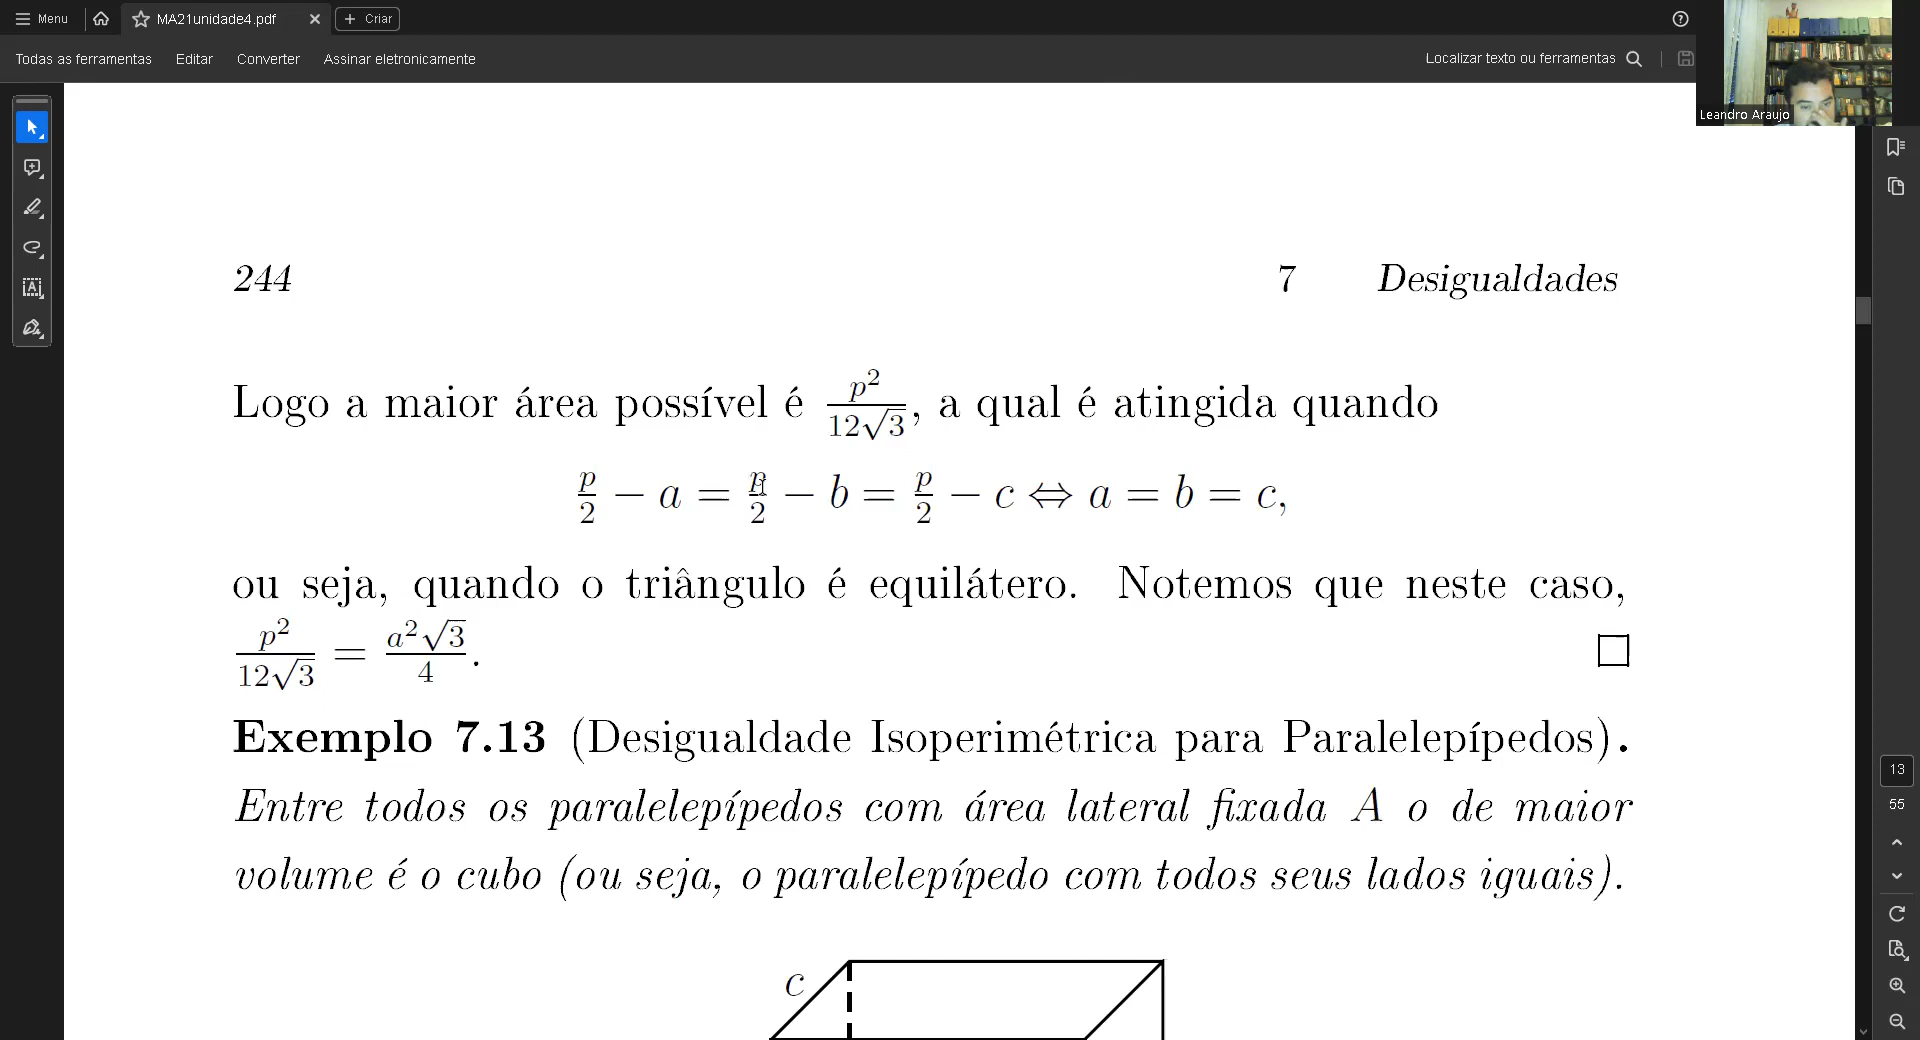 Menu
MA21unidade4.pdf
Criar
Todas as ferramentas
Editar
Converter
Assinar eletronicamente
Localizar texto ou ferramentas
Leandro Araujo
244
7 Desigualdades
Logo a maior área possível é p²/12√3, a qual é atingida quando
p/2 − a = p/2 − b = p/2 − c ⇔ a = b = c,
ou seja, quando o triângulo é equilátero. Notemos que neste caso,
p²/12√3 = a²√3/4. □
Exemplo 7.13 (Desigualdade Isoperimétrica para Paralelepípedos).
Entre todos os paralelepípedos com área lateral fixada A o de maior
volume é o cubo (ou seja, o paralelepípedo com todos seus lados iguais).
c
13
55